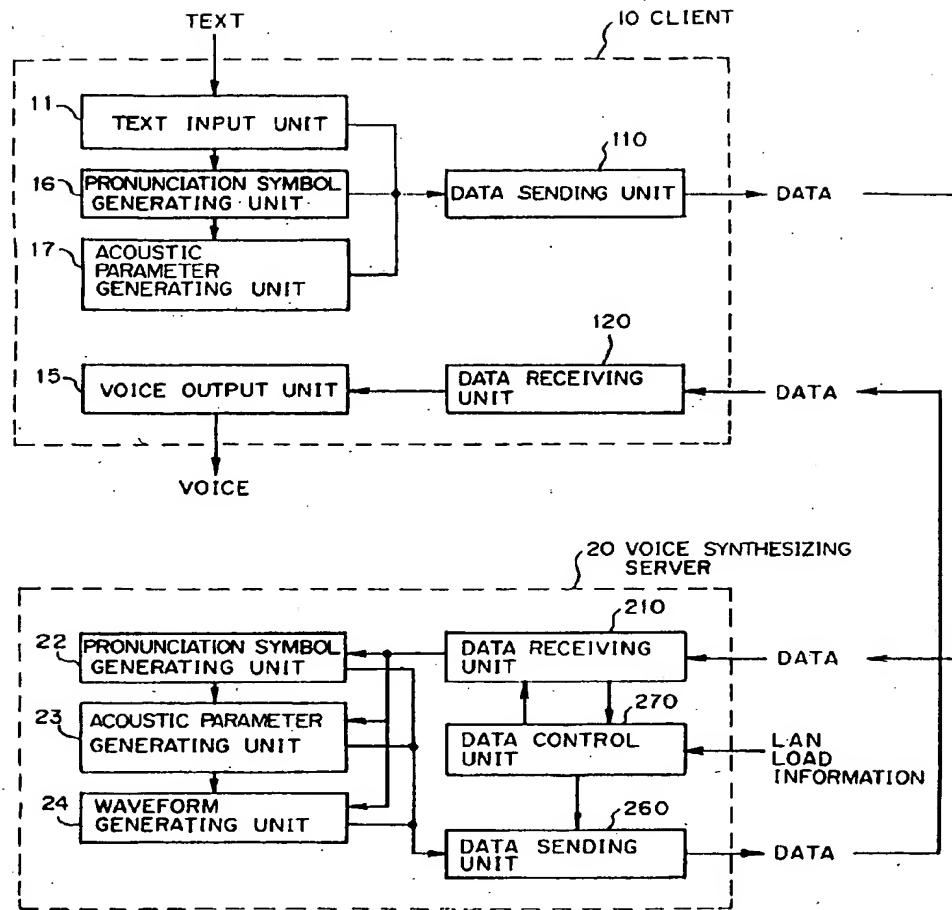 TEXT
10 CLIENT
11
TEXT INPUT UNIT
110
16
PRONUNCIATION SYMBOL
GENERATING UNIT
DATA SENDING UNIT
DATA
17
ACOUSTIC
PARAMETER
GENERATING UNIT
120
15
VOICE OUTPUT UNIT
DATA RECEIVING
UNIT
DATA
VOICE
20 VOICE SYNTHESIZING
SERVER
210
22
PRONUNCIATION SYMBOL
GENERATING UNIT
DATA RECEIVING
UNIT
DATA
270
23
ACOUSTIC PARAMETER
GENERATING UNIT
DATA CONTROL
UNIT
LAN
LOAD
INFORMATION
24
WAVEFORM
GENERATING UNIT
260
DATA SENDING
UNIT
DATA